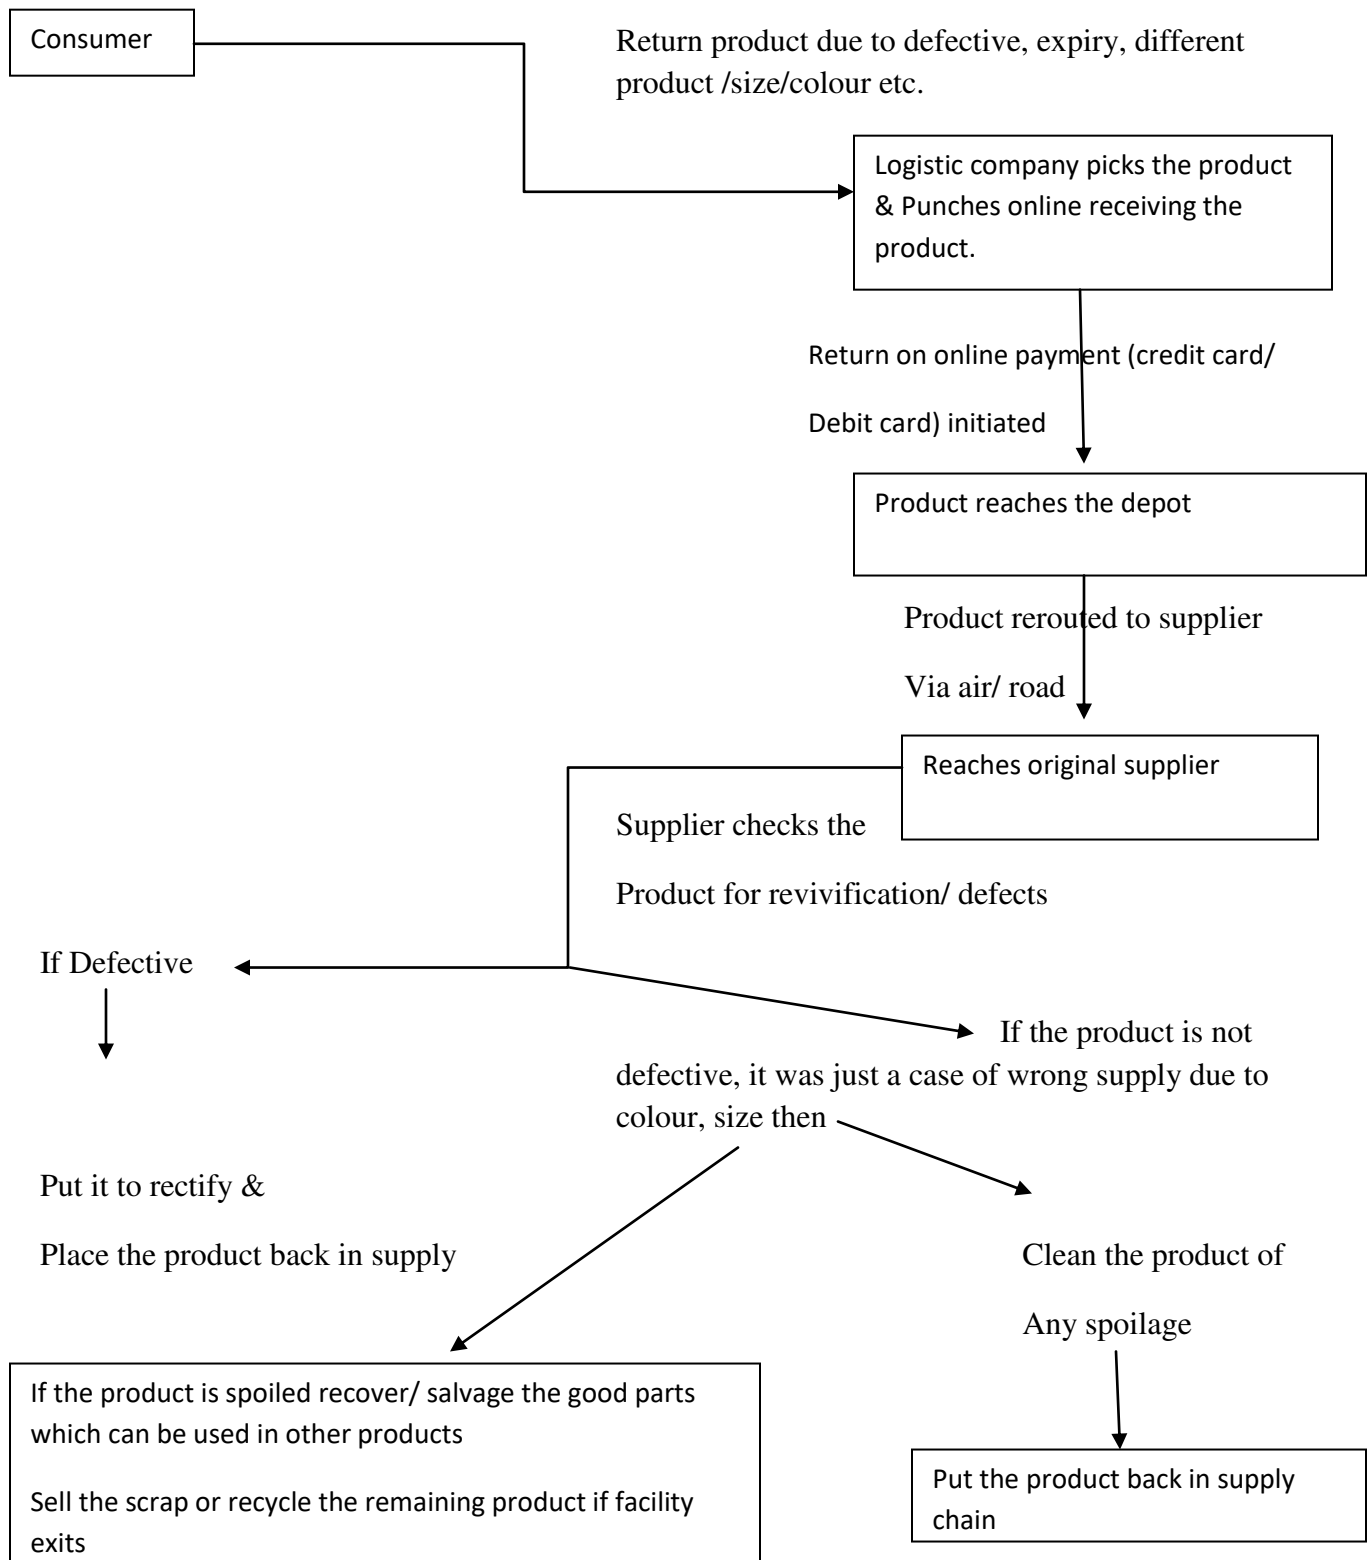 Consumer
Return product due to defective, expiry, different
product /size/colour etc.
Logistic company picks the product
& Punches online receiving the
product.
Return on online payment (credit card/
Debit card) initiated
Product reaches the depot
Product rerouted to supplier
Via air/ road
Reaches original supplier
Supplier checks the
Product for revivification/ defects
If Defective
If the product is not
defective, it was just a case of wrong supply due to
colour, size then
Put it to rectify &
Place the product back in supply
Clean the product of
Any spoilage
If the product is spoiled recover/ salvage the good parts
which can be used in other products
Sell the scrap or recycle the remaining product if facility
exits
Put the product back in supply
chain